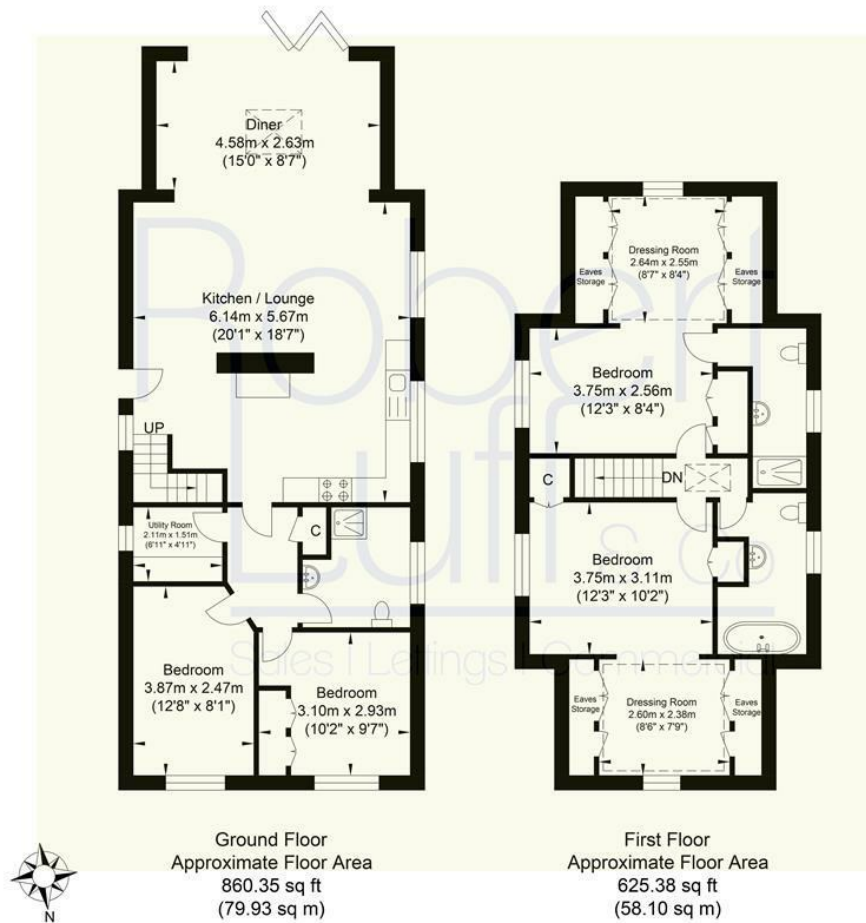 Diner
4.58m x 2.63m
(15'0" x 8'7")
Kitchen / Lounge
6.14m x 5.67m
(20'1" x 18'7")
UP
Utility Room
2.11m x 1.51m
(6'11" x 4'11")
C
Bedroom
3.87m x 2.47m
(12'8" x 8'1")
Bedroom
3.10m x 2.93m
(10'2" x 9'7")
Ground Floor
Approximate Floor Area
860.35 sq ft
(79.93 sq m)
Eaves
Storage
Dressing Room
2.64m x 2.55m
(8'7" x 8'4")
Eaves
Storage
Bedroom
3.75m x 2.56m
(12'3" x 8'4")
C
DN
Bedroom
3.75m x 3.11m
(12'3" x 10'2")
Eaves
Storage
Dressing Room
2.60m x 2.38m
(8'6" x 7'9")
Eaves
Storage
First Floor
Approximate Floor Area
625.38 sq ft
(58.10 sq m)
N
Robert
Luff
& Co
Sales | Lettings | Commercial